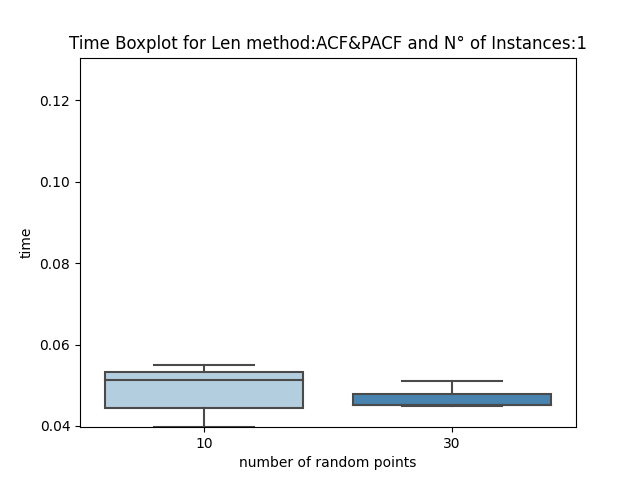 Time Boxplot for Len method:ACF&PACF and N° of Instances:1
0.12
0.10
0.08
0.06
0.04
time
10
30
number of random points